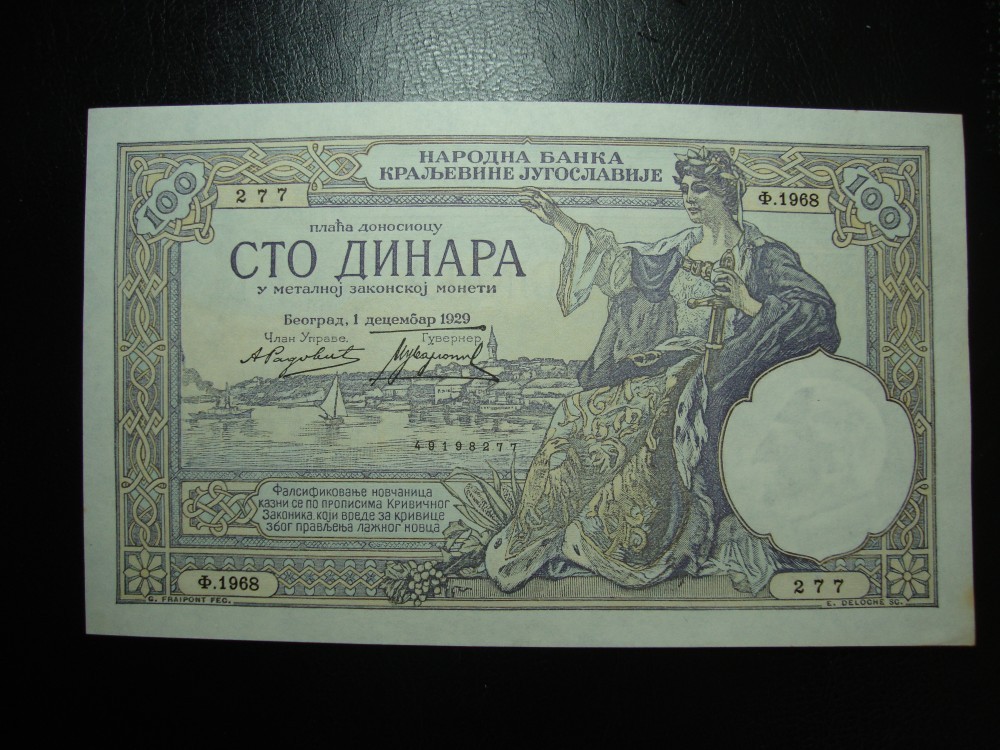 НАРОДНА БАНКА
КРАЉЕВИНЕ ЈУГОСЛАВИЈЕ
100
277
Ф.1968
100
плаћа доносиоцу
СТО ДИНАРА
у металној законској монети
Београд, 1 децембар 1929
Члан Управе. Гувернер
А Радовић
49198277
Фалсификовање новчаница
казни се по прописима Кривичног
Законика, који вреде за кривице
због прављења лажног новца
Ф.1968
277
G. FRAIPONT FEC.
E. DELOCHE SC.